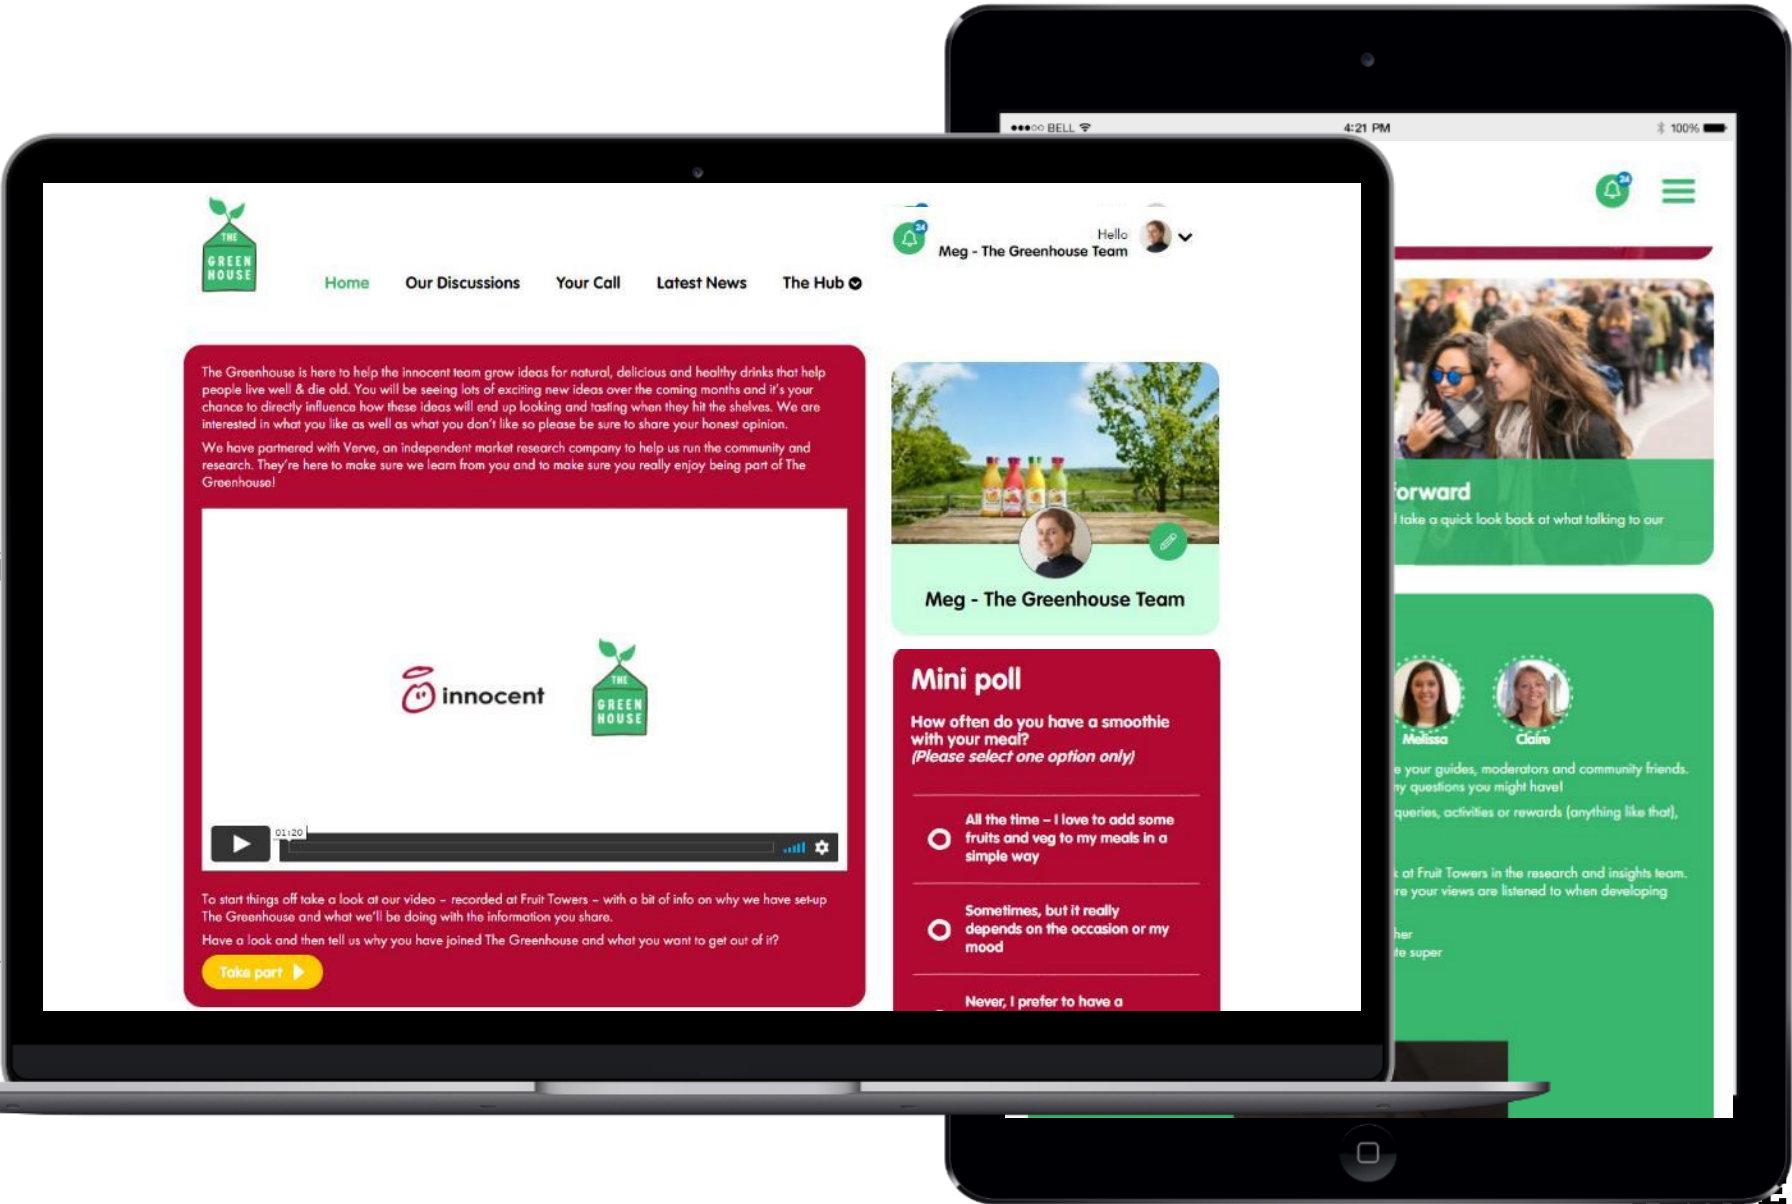 ●●●○○ BELL
4:21 PM
100%
24
THE
GREEN
HOUSE
24
Hello
Meg - The Greenhouse Team
Home
Our Discussions
Your Call
Latest News
The Hub
The Greenhouse is here to help the innocent team grow ideas for natural, delicious and healthy drinks that help
people live well & die old. You will be seeing lots of exciting new ideas over the coming months and it's your
chance to directly influence how these ideas will end up looking and tasting when they hit the shelves. We are
interested in what you like as well as what you don't like so please be sure to share your honest opinion.
We have partnered with Verve, an independent market research company to help us run the community and
research. They're here to make sure we learn from you and to make sure you really enjoy being part of The
Greenhouse!
innocent
THE
GREEN
HOUSE
01:20
To start things off take a look at our video – recorded at Fruit Towers – with a bit of info on why we have set-up
The Greenhouse and what we'll be doing with the information you share.
Have a look and then tell us why you have joined The Greenhouse and what you want to get out of it?
Take part
Meg - The Greenhouse Team
Mini poll
How often do you have a smoothie
with your meal?
(Please select one option only)
All the time – I love to add some
fruits and veg to my meals in a
simple way
Sometimes, but it really
depends on the occasion or my
mood
Never, I prefer to have a
forward
take a quick look back at what talking to our
Melissa
Claire
your guides, moderators and community friends.
questions you might have!
queries, activities or rewards (anything like that),
at Fruit Towers in the research and insights team.
your views are listened to when developing
super